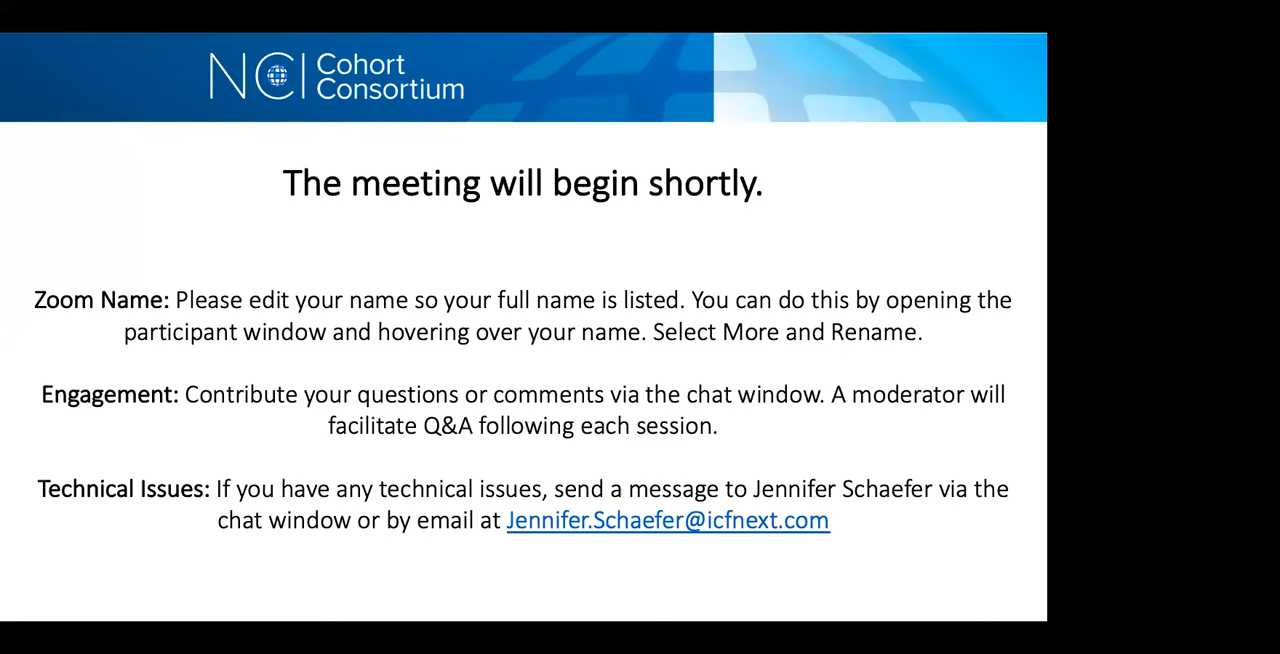 NCI Cohort
Consortium
The meeting will begin shortly.
Zoom Name: Please edit your name so your full name is listed. You can do this by opening the
participant window and hovering over your name. Select More and Rename.
Engagement: Contribute your questions or comments via the chat window. A moderator will
facilitate Q&A following each session.
Technical Issues: If you have any technical issues, send a message to Jennifer Schaefer via the
chat window or by email at Jennifer.Schaefer@icfnext.com